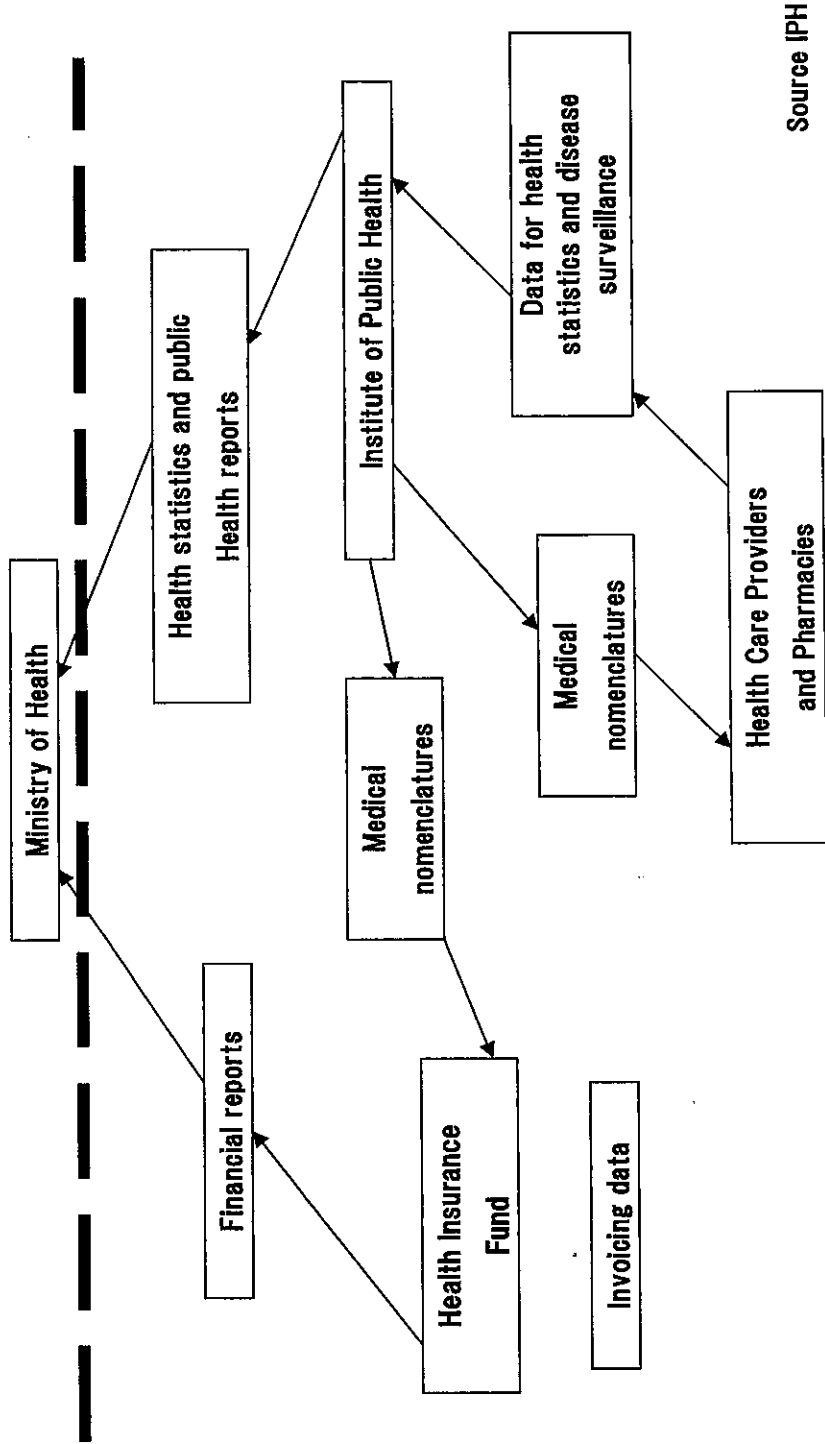 Ministry of Health
Financial reports
Health statistics and public
Health reports
Health Insurance
Fund
Medical
nomenclatures
Institute of Public Health
Invoicing data
Medical
nomenclatures
Data for health
statistics and disease
surveillance
Health Care Providers
and Pharmacies
Source IPH